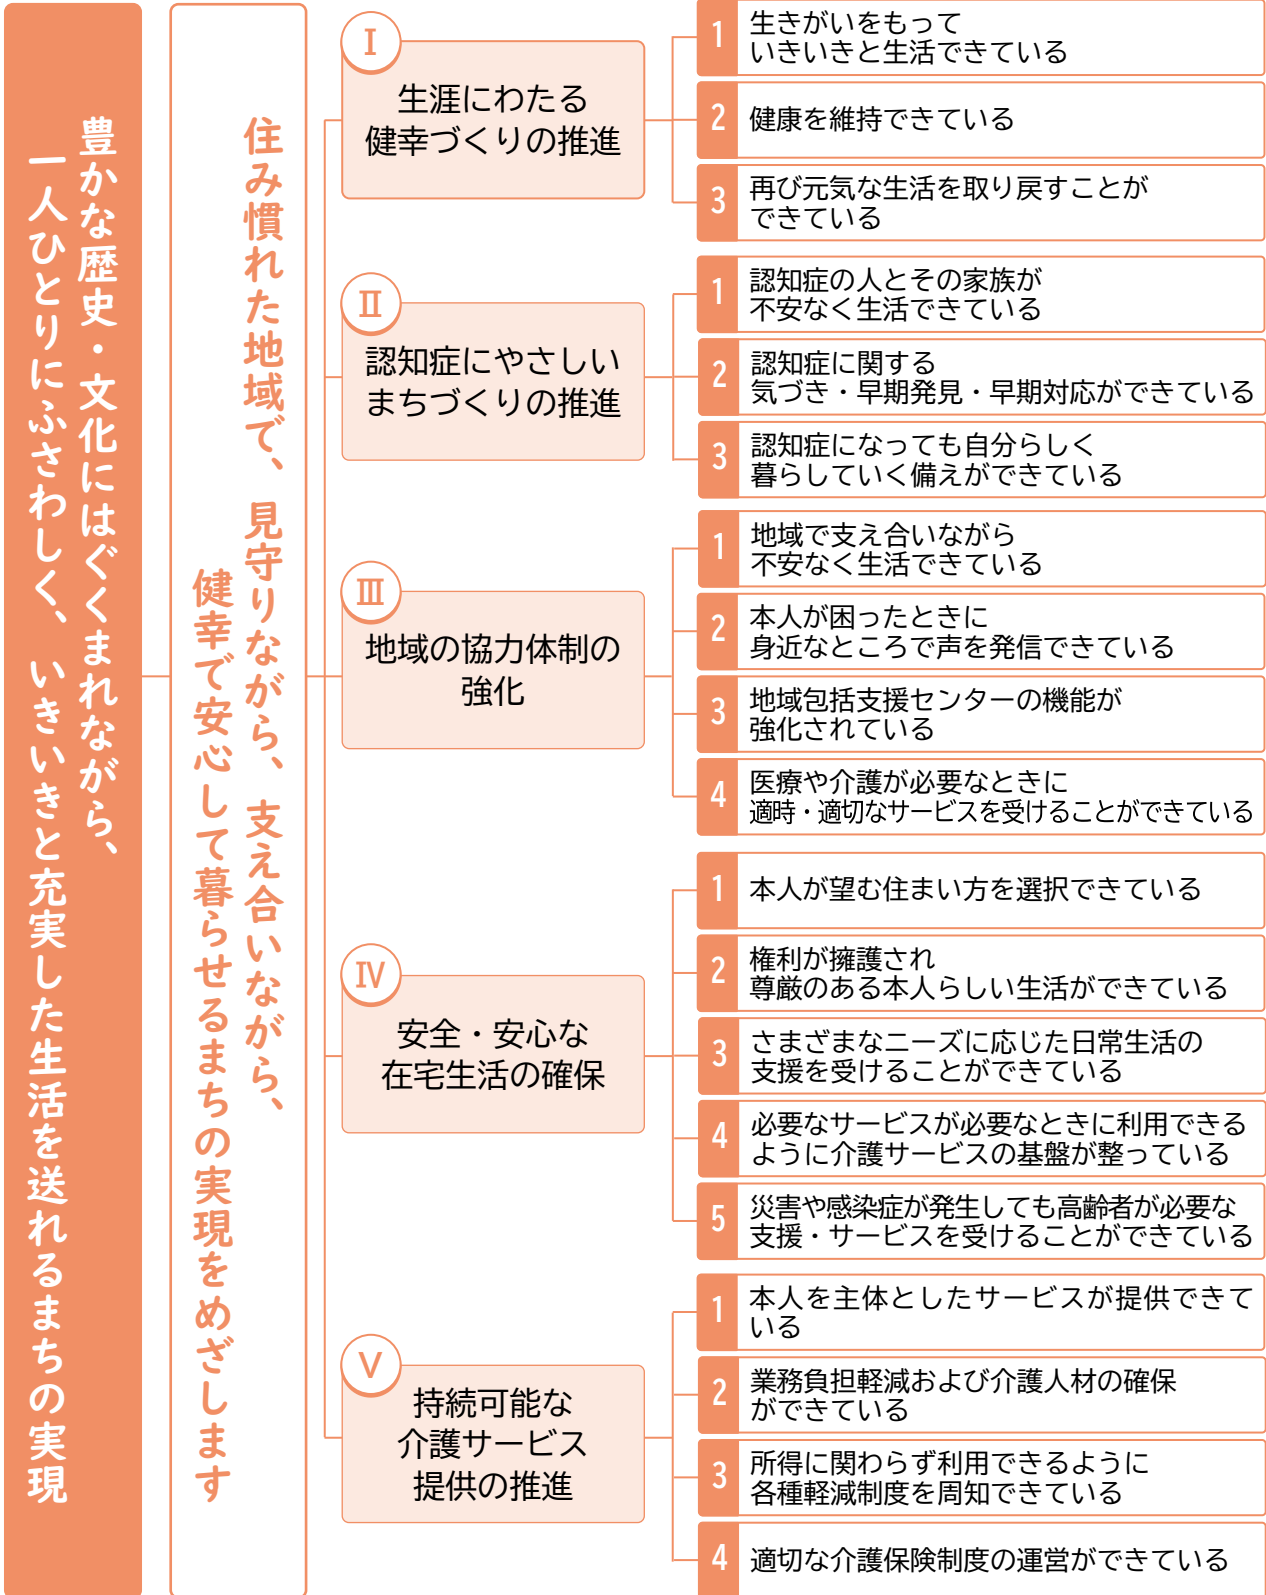 豊かな歴史・文化にはぐくまれながら、
一人ひとりにふさわしく、いきいきと充実した生活を送れるまちの実現
住み慣れた地域で、見守りながら、支え合いながら、
健幸で安心して暮らせるまちの実現をめざします
Ⅰ
生涯にわたる
健幸づくりの推進
1
生きがいをもって
いきいきと生活できている
2
健康を維持できている
3
再び元気な生活を取り戻すことが
できている
Ⅱ
認知症にやさしい
まちづくりの推進
1
認知症の人とその家族が
不安なく生活できている
2
認知症に関する
気づき・早期発見・早期対応ができている
3
認知症になっても自分らしく
暮らしていく備えができている
Ⅲ
地域の協力体制の
強化
1
地域で支え合いながら
不安なく生活できている
2
本人が困ったときに
身近なところで声を発信できている
3
地域包括支援センターの機能が
強化されている
4
医療や介護が必要なときに
適時・適切なサービスを受けることができている
Ⅳ
安全・安心な
在宅生活の確保
1
本人が望む住まい方を選択できている
2
権利が擁護され
尊厳のある本人らしい生活ができている
3
さまざまなニーズに応じた日常生活の
支援を受けることができている
4
必要なサービスが必要なときに利用できる
ように介護サービスの基盤が整っている
5
災害や感染症が発生しても高齢者が必要な
支援・サービスを受けることができている
Ⅴ
持続可能な
介護サービス
提供の推進
1
本人を主体としたサービスが提供できて
いる
2
業務負担軽減および介護人材の確保
ができている
3
所得に関わらず利用できるように
各種軽減制度を周知できている
4
適切な介護保険制度の運営ができている